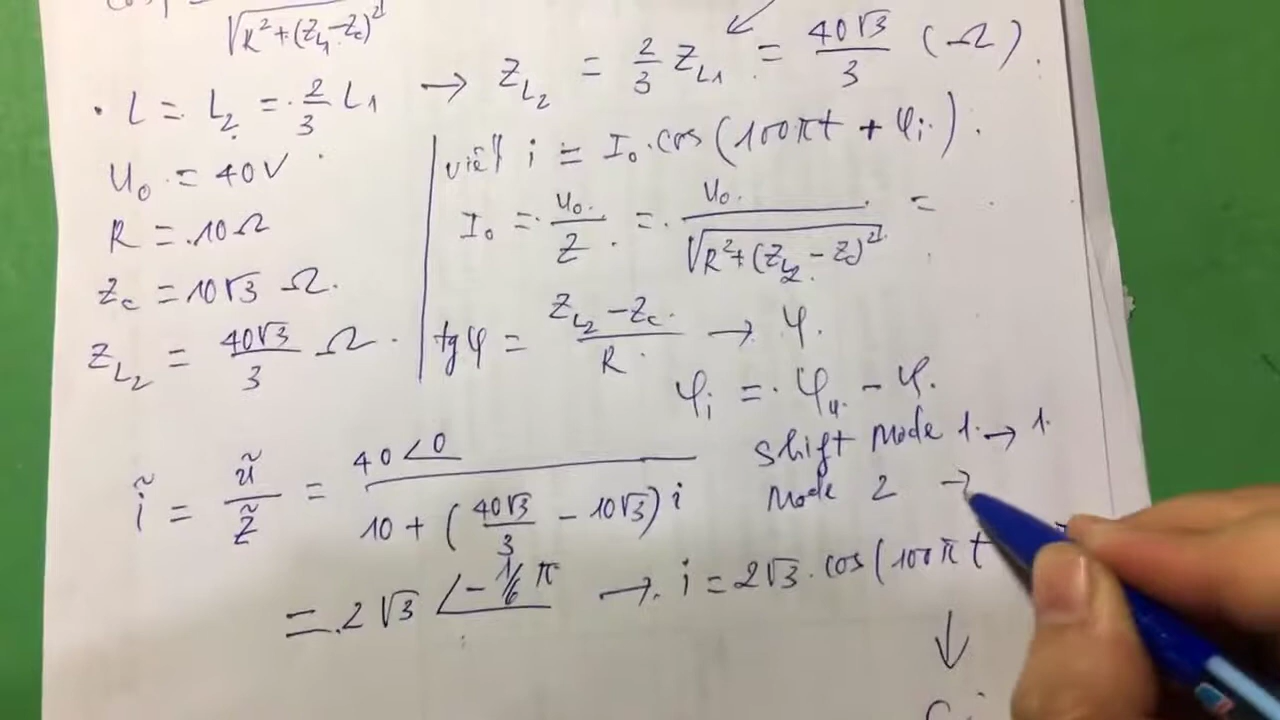 √R²+(Z_L₁-Z_C)²
• L = L₂ = 2/3 L₁ → Z_L₂ = 2/3 Z_L₁ = 40√3/3 (Ω).
U₀ = 40V
R = 10Ω
Z_C = 10√3 Ω.
Z_L₂ = 40√3/3 Ω.
viết i = I₀.cos(100πt + φi).
I₀ = U₀/Z = U₀/√R²+(Z_L₂-Z_C)² =
tgφ = Z_L₂-Z_C/R → φ.
φi = φu - φ.
ĩ = ũ/Z̃ = 40∠0/10 + (40√3/3 - 10√3)i
Shift Mode 1 → 1.
Mode 2 →
= 2√3 ∠-1/6π → i = 2√3.cos(100πt
↓